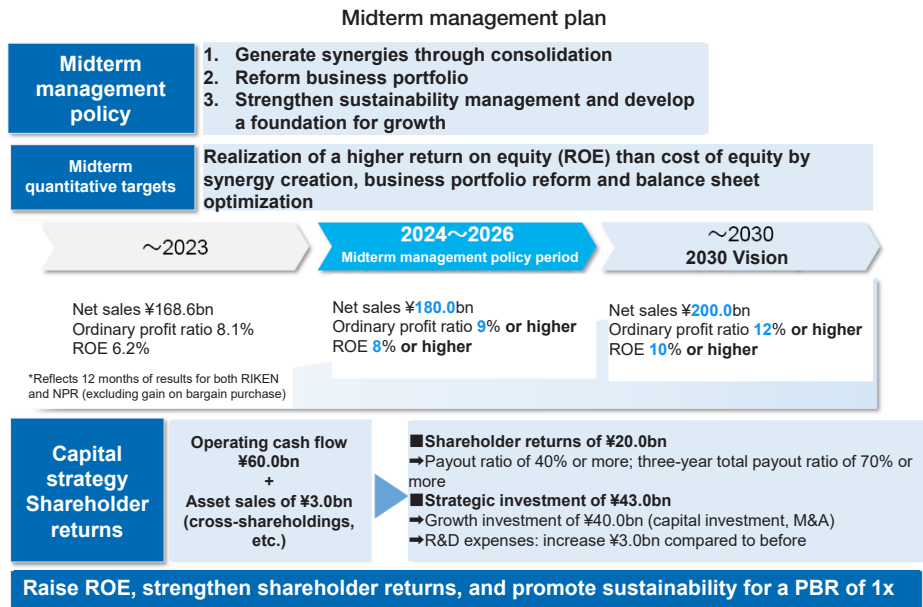 Midterm management plan
Midterm
management
policy
1. Generate synergies through consolidation
2. Reform business portfolio
3. Strengthen sustainability management and develop
a foundation for growth
Midterm
quantitative targets
Realization of a higher return on equity (ROE) than cost of equity by
synergy creation, business portfolio reform and balance sheet
optimization
～2023
2024～2026
Midterm management policy period
～2030
2030 Vision
Net sales ¥168.6bn
Ordinary profit ratio 8.1%
ROE 6.2%
*Reflects 12 months of results for both RIKEN
and NPR (excluding gain on bargain purchase)
Net sales ¥180.0bn
Ordinary profit ratio 9% or higher
ROE 8% or higher
Net sales ¥200.0bn
Ordinary profit ratio 12% or higher
ROE 10% or higher
Capital
strategy
Shareholder
returns
Operating cash flow
¥60.0bn
+
Asset sales of ¥3.0bn
(cross-shareholdings,
etc.)
■Shareholder returns of ¥20.0bn
➡Payout ratio of 40% or more; three-year total payout ratio of 70% or
more
■Strategic investment of ¥43.0bn
➡Growth investment of ¥40.0bn (capital investment, M&A)
➡R&D expenses: increase ¥3.0bn compared to before
Raise ROE, strengthen shareholder returns, and promote sustainability for a PBR of 1x